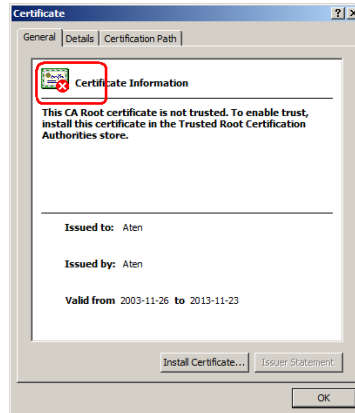 Certificate
General Details Certification Path
Certificate Information
This CA Root certificate is not trusted. To enable trust,
install this certificate in the Trusted Root Certification
Authorities store.
Issued to: Aten
Issued by: Aten
Valid from 2003-11-26 to 2013-11-23
Install Certificate... Issuer Statement
OK